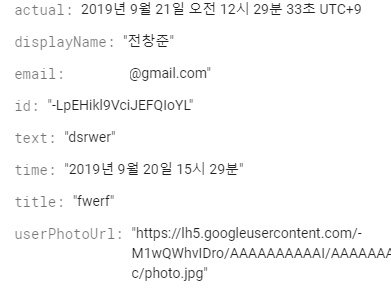 actual: 2019년 9월 21일 오전 12시 29분 33초 UTC+9
displayName: "전창준"
email: @gmail.com"
id: "-LpEHikl9VciJEFQIoYL"
text: "dsrwer"
time: "2019년 9월 20일 15시 29분"
title: "fwerf"
userPhotoUrl: "https://lh5.googleusercontent.com/-
M1wQWhvIDro/AAAAAAAAAAI/AAAAAAA
c/photo.jpg"